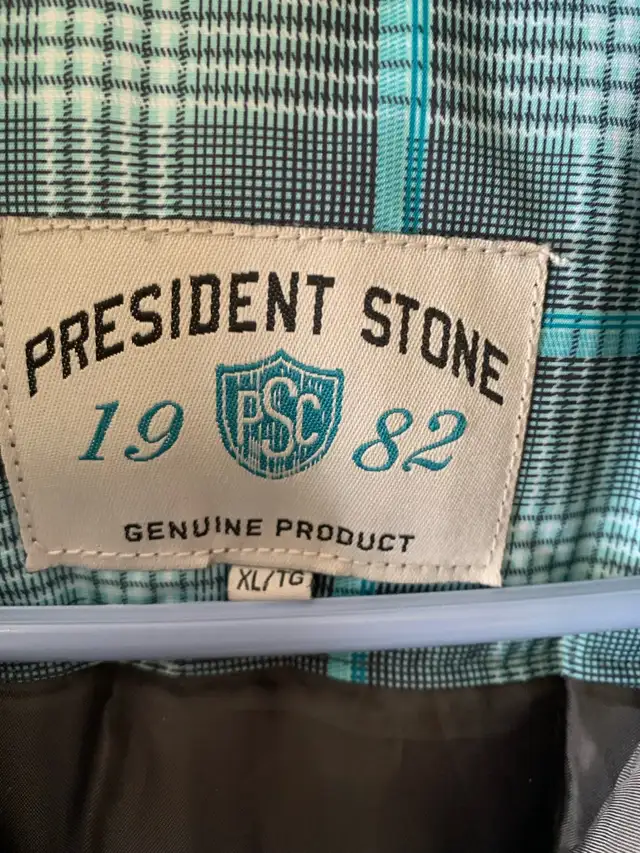 PRESIDENT STONE
19 PSC 82
GENUINE PRODUCT
XL/TG